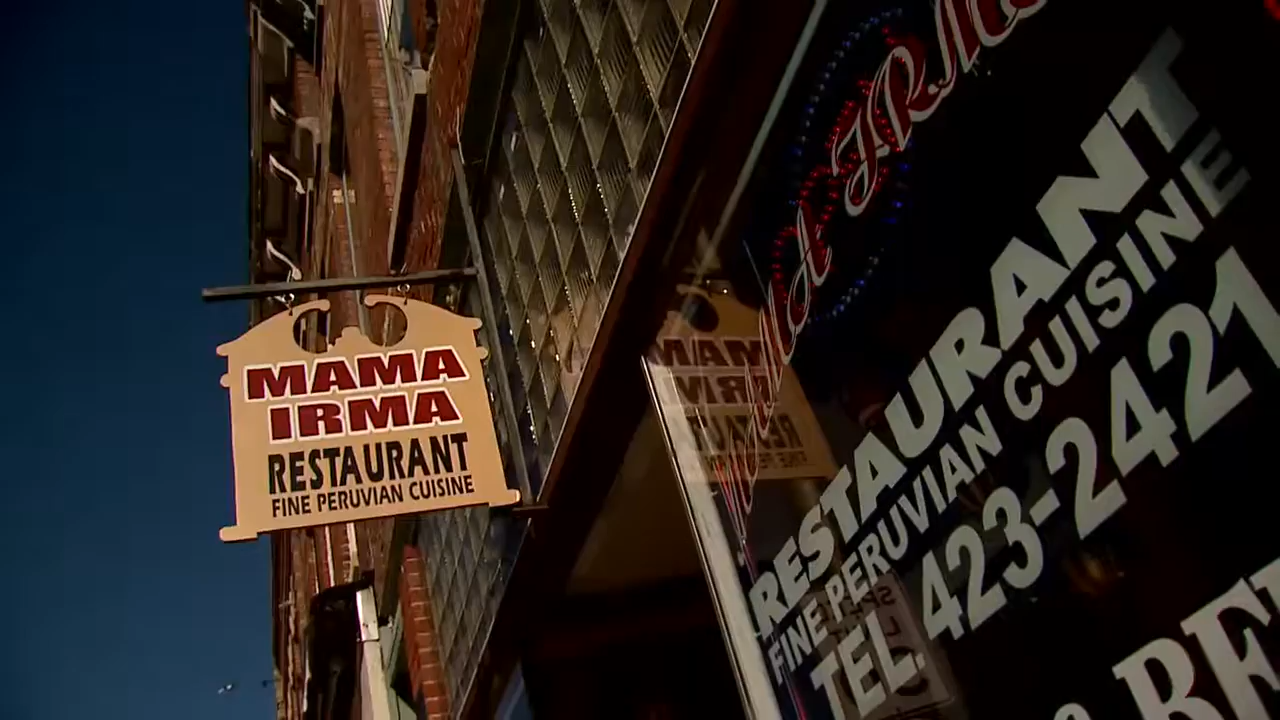 MAMA
IRMA
RESTAURANT
FINE PERUVIAN CUISINE
RESTAURANT
FINE PERUVIAN CUISINE
TEL. 423-2421